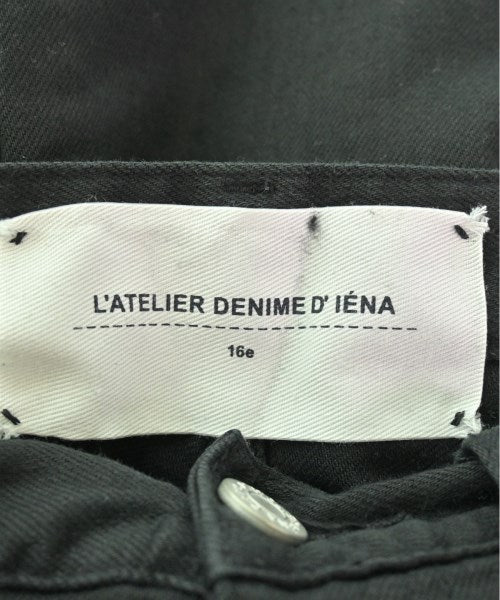 L'ATELIER DENIME D' IÉNA
16e